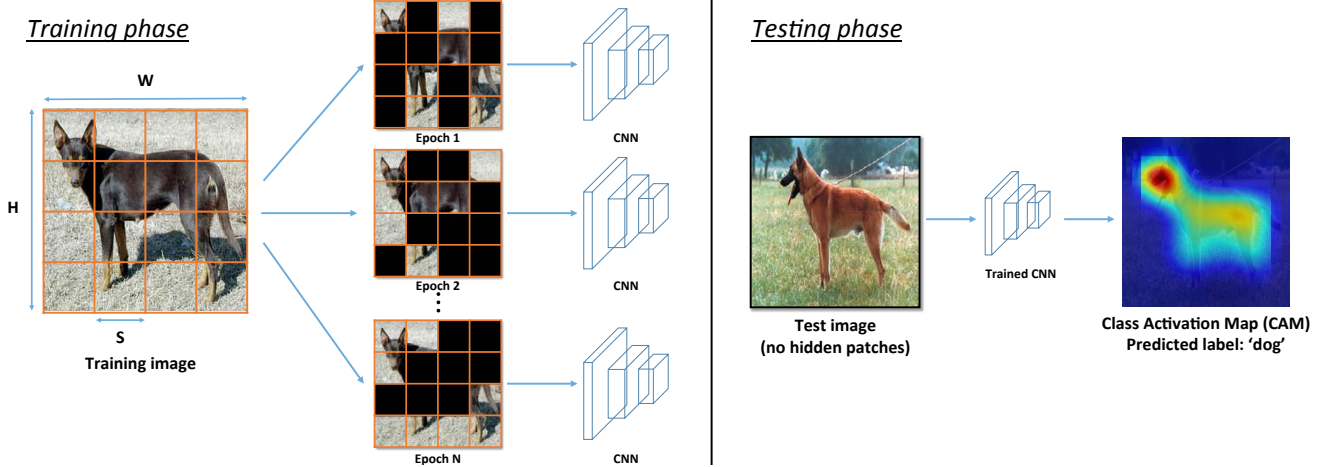 Training phase
W
H
S
Training image
Epoch 1
CNN
Epoch 2
CNN
Epoch N
CNN
Testing phase
Test image
(no hidden patches)
Trained CNN
Class Activation Map (CAM)
Predicted label: ‘dog’